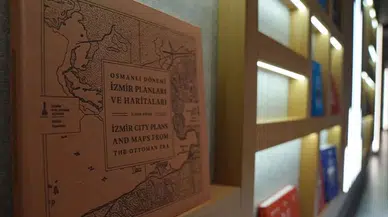 OSMANLI DÖNEMİ
İZMİR PLANLARI
VE HARİTALARI
İZMİR CITY PLANS
AND MAPS FROM
THE OTTOMAN ERA